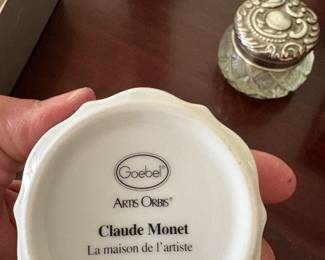 Goebel®
ARTIS ORBIS®
Claude Monet
La maison de l'artiste